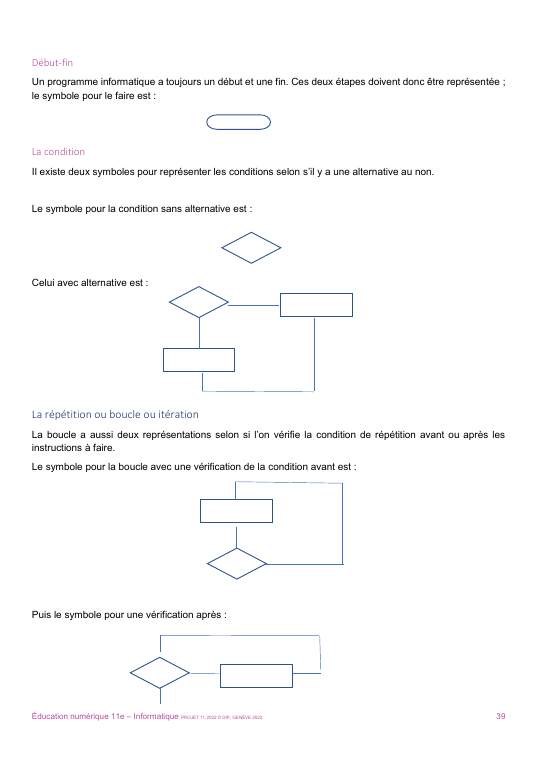 Début-fin
Un programme informatique a toujours un début et une fin. Ces deux étapes doivent donc être représentée ;
le symbole pour le faire est :
La condition
Il existe deux symboles pour représenter les conditions selon s'il y a une alternative au non.
Le symbole pour la condition sans alternative est :
Celui avec alternative est :
La répétition ou boucle ou itération
La boucle a aussi deux représentations selon si l'on vérifie la condition de répétition avant ou après les
instructions à faire.
Le symbole pour la boucle avec une vérification de la condition avant est :
Puis le symbole pour une vérification après :
Éducation numérique 11e – Informatique 39